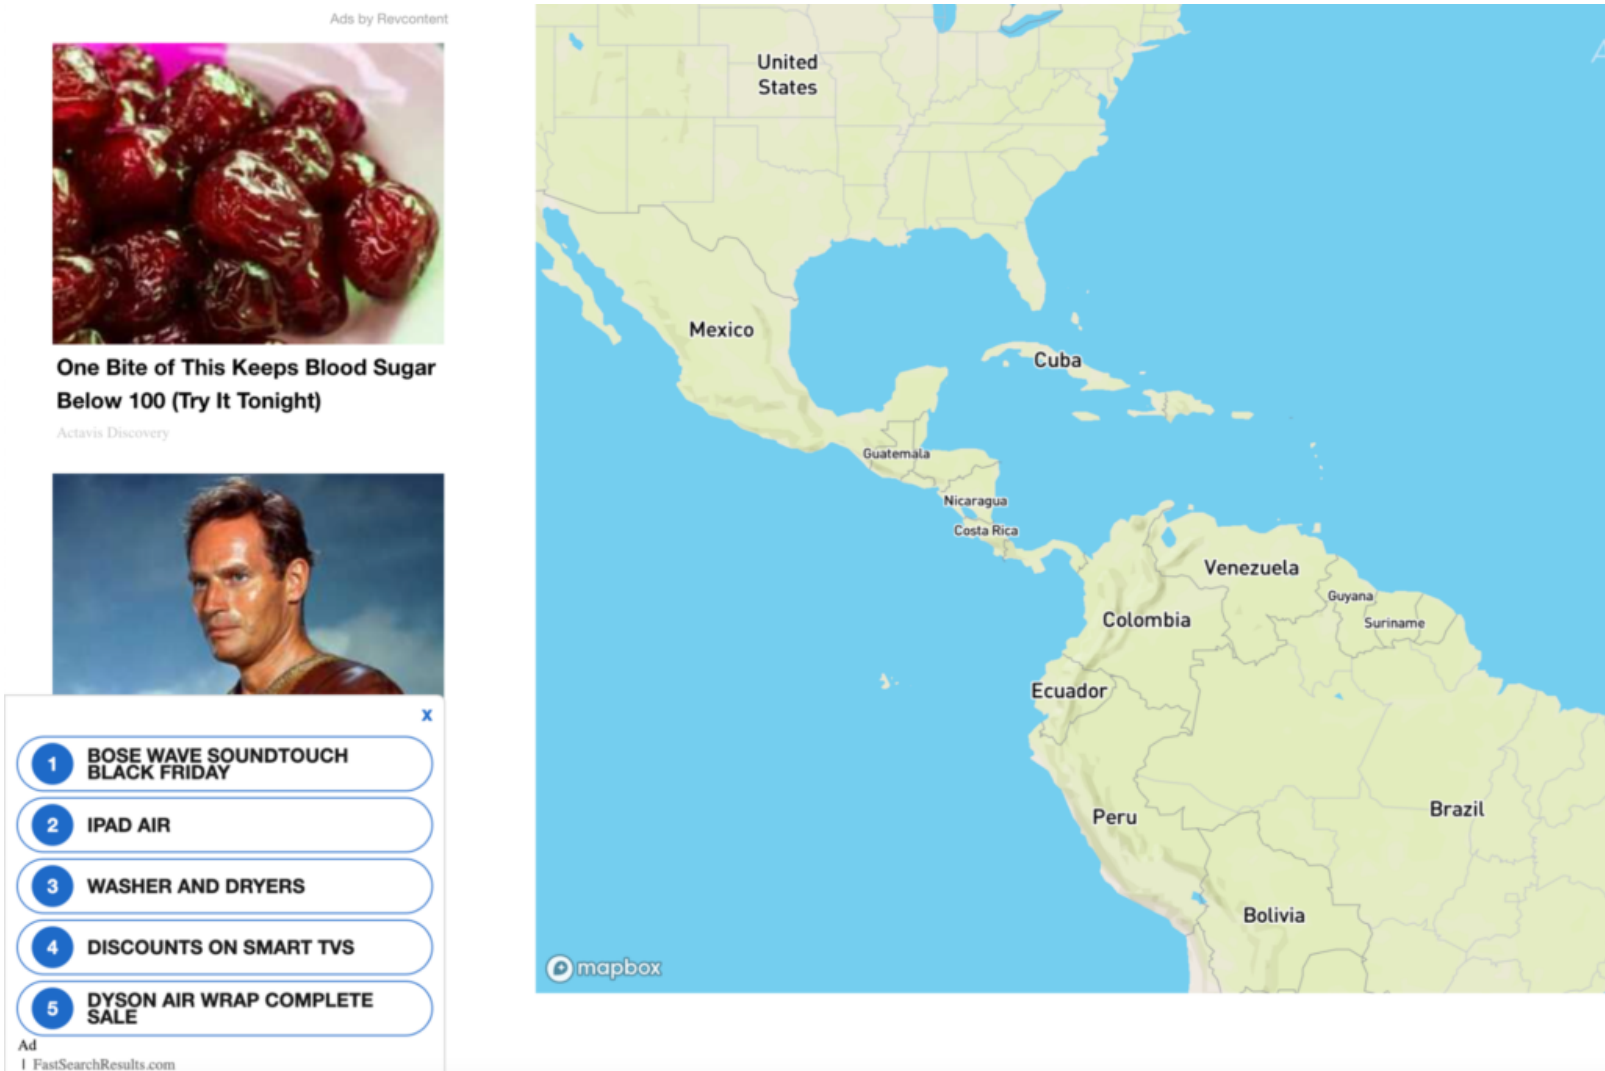 Ads by Revcontent
One Bite of This Keeps Blood Sugar
Below 100 (Try It Tonight)
Actavis Discovery
x
1 BOSE WAVE SOUNDTOUCH
BLACK FRIDAY
2 IPAD AIR
3 WASHER AND DRYERS
4 DISCOUNTS ON SMART TVS
5 DYSON AIR WRAP COMPLETE
SALE
Ad
| FastSearchResults.com
United
States
Mexico
Cuba
Guatemala
Nicaragua
Costa Rica
Venezuela
Guyana
Colombia
Suriname
Ecuador
Peru
Brazil
Bolivia
mapbox